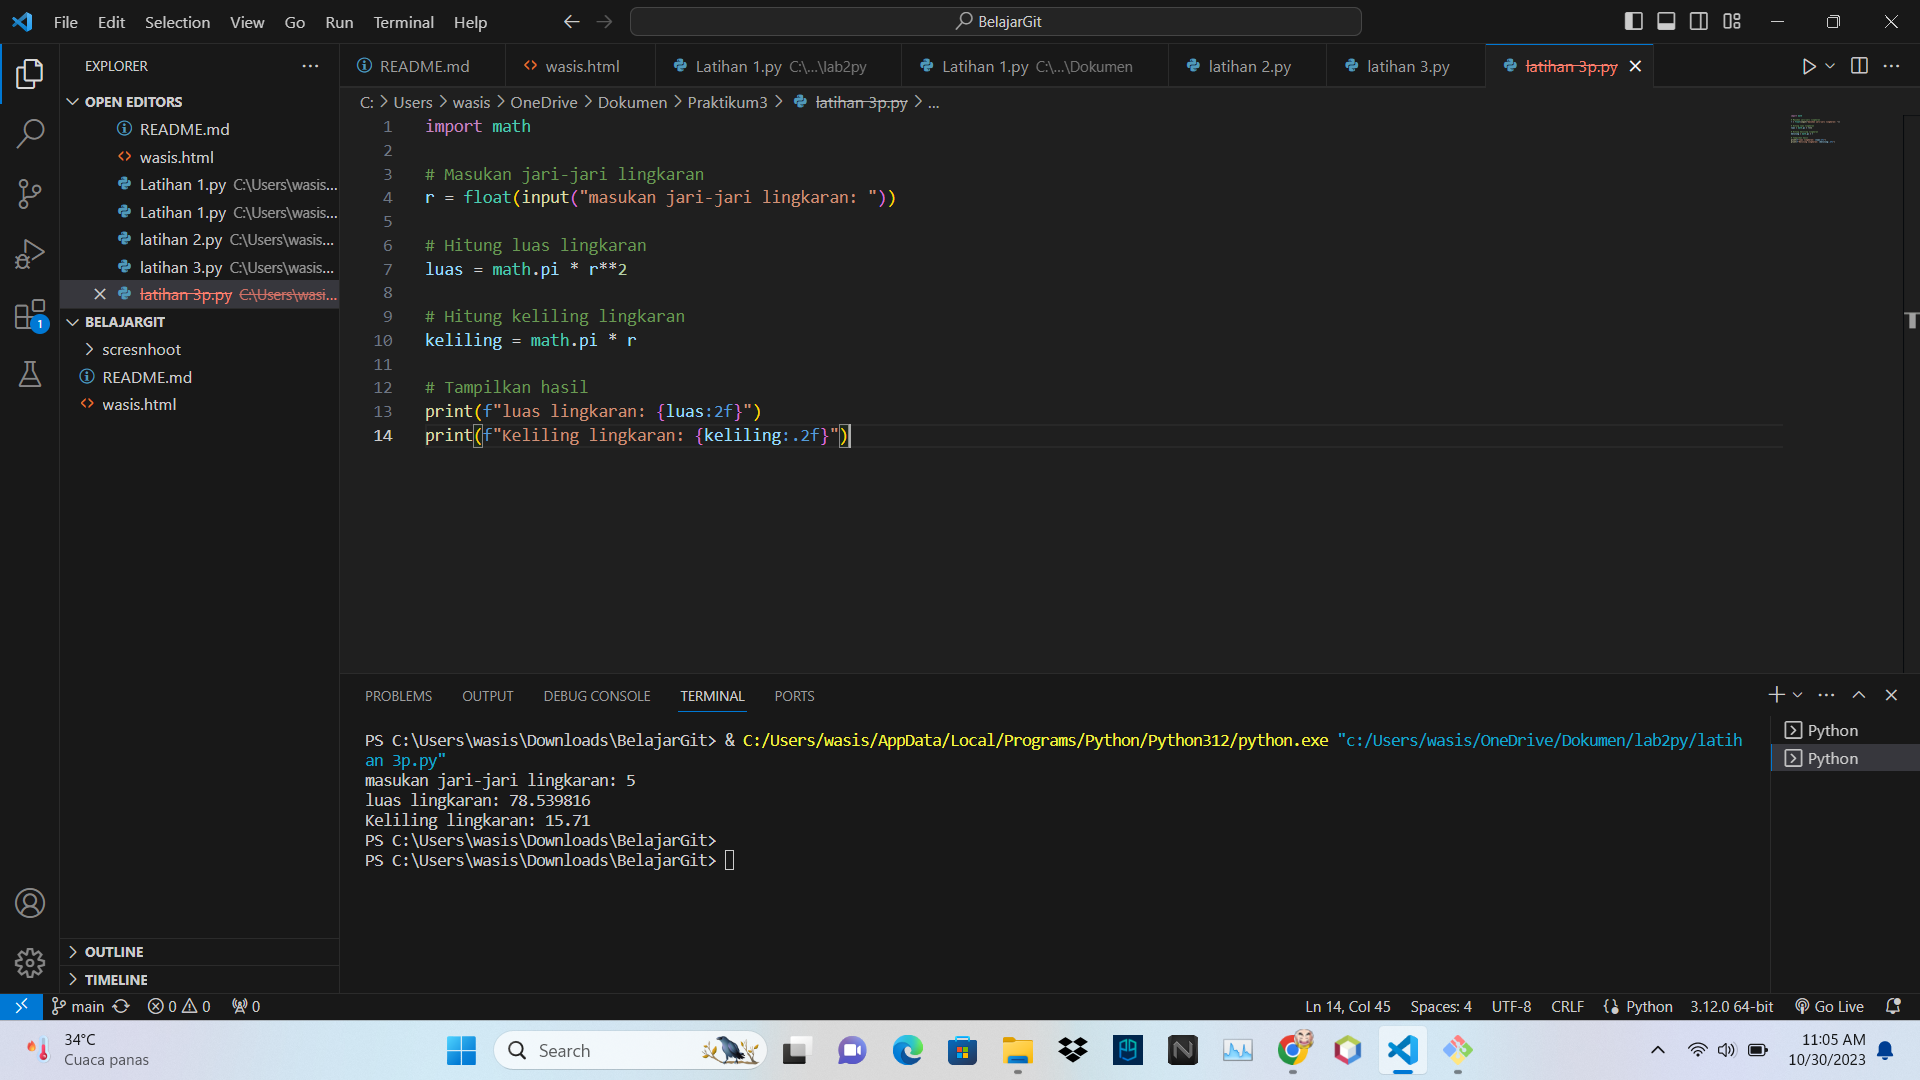 File Edit Selection View Go Run Terminal Help
BelajarGit
EXPLORER
OPEN EDITORS
README.md
wasis.html
Latihan 1.py C:\Users\wasis...
Latihan 1.py C:\Users\wasis...
latihan 2.py C:\Users\wasis...
latihan 3.py C:\Users\wasis...
latihan 3p.py C:\Users\wasi...
BELAJARGIT
scresnhoot
README.md
wasis.html
OUTLINE
TIMELINE
1
README.md wasis.html Latihan 1.py C:\...\lab2py Latihan 1.py C:\...\Dokumen latihan 2.py latihan 3.py latihan 3p.py
C: > Users > wasis > OneDrive > Dokumen > Praktikum3 > latihan 3p.py > ...
1 import math
2
3 # Masukan jari-jari lingkaran
4 r = float(input("masukan jari-jari lingkaran: "))
5
6 # Hitung luas lingkaran
7 luas = math.pi * r**2
8
9 # Hitung keliling lingkaran
10 keliling = math.pi * r
11
12 # Tampilkan hasil
13 print(f"luas lingkaran: {luas:2f}")
14 print(f"Keliling lingkaran: {keliling:.2f}")
PROBLEMS OUTPUT DEBUG CONSOLE TERMINAL PORTS
PS C:\Users\wasis\Downloads\BelajarGit> & C:/Users/wasis/AppData/Local/Programs/Python/Python312/python.exe "c:/Users/wasis/OneDrive/Dokumen/lab2py/latih
an 3p.py"
masukan jari-jari lingkaran: 5
luas lingkaran: 78.539816
Keliling lingkaran: 15.71
PS C:\Users\wasis\Downloads\BelajarGit>
PS C:\Users\wasis\Downloads\BelajarGit>
Python
Python
main 0 0 0
Ln 14, Col 45 Spaces: 4 UTF-8 CRLF Python 3.12.0 64-bit Go Live
34°C
Cuaca panas
Search
N
11:05 AM
10/30/2023